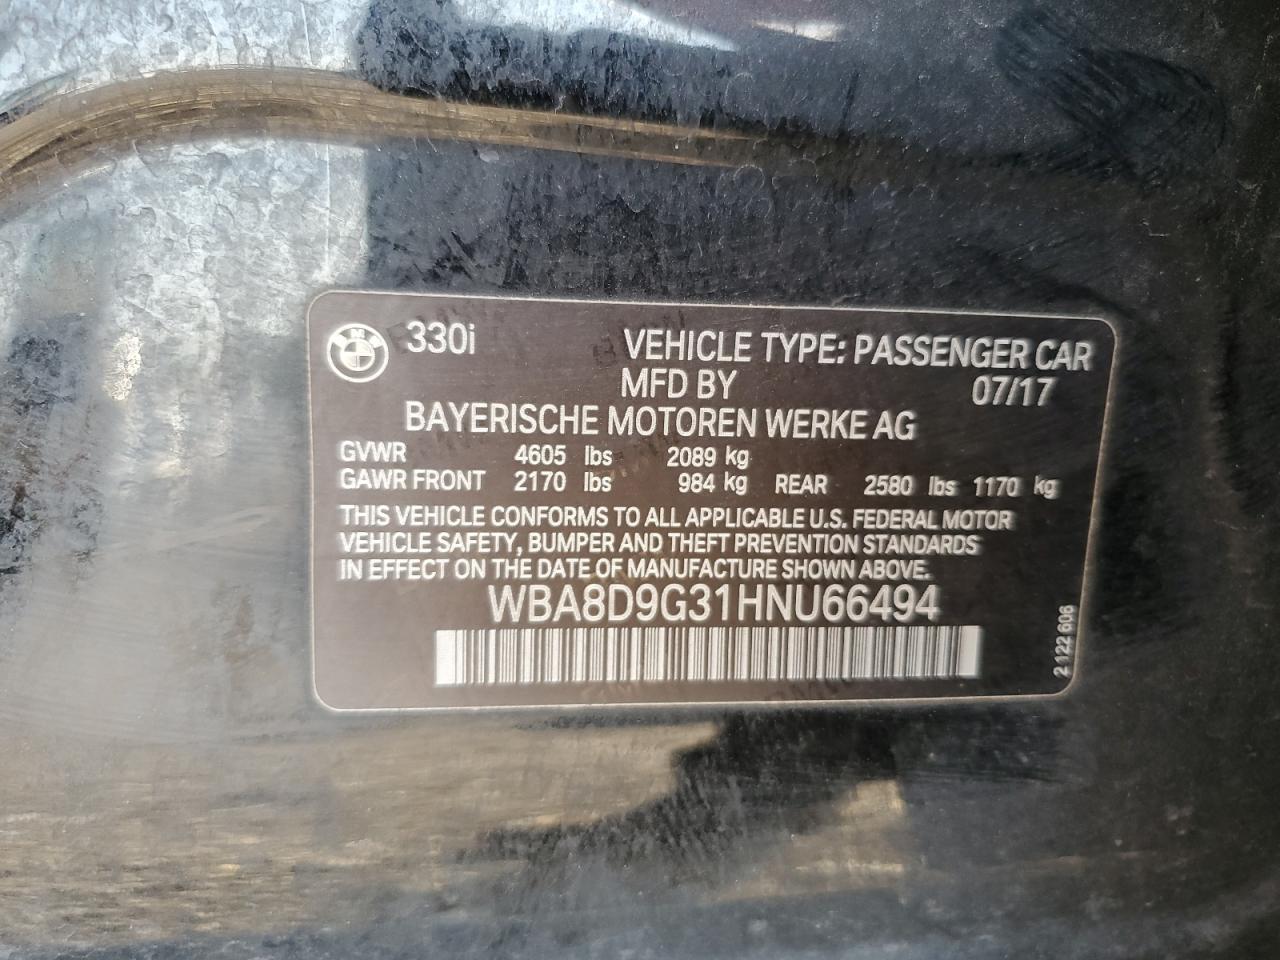 330i VEHICLE TYPE: PASSENGER CAR
MFD BY 07/17
BAYERISCHE MOTOREN WERKE AG
GVWR 4605 lbs 2089 kg
GAWR FRONT 2170 lbs 984 kg REAR 2580 lbs 1170 kg
THIS VEHICLE CONFORMS TO ALL APPLICABLE U.S. FEDERAL MOTOR
VEHICLE SAFETY, BUMPER AND THEFT PREVENTION STANDARDS
IN EFFECT ON THE DATE OF MANUFACTURE SHOWN ABOVE.
WBA8D9G31HNU66494
2 122 606